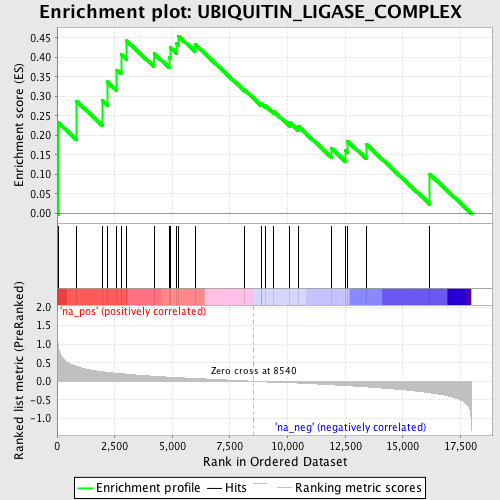 Enrichment plot: UBIQUITIN_LIGASE_COMPLEX
Enrichment score (ES)
0.45
0.40
0.35
0.30
0.25
0.20
0.15
0.10
0.05
0.00
'na_pos' (positively correlated)
Ranked list metric (PreRanked)
2.0
1.5
1.0
0.5
0.0
-0.5
-1.0
Zero cross at 8540
'na_neg' (negatively correlated)
0
2,500
5,000
7,500
10,000
12,500
15,000
17,500
Rank in Ordered Dataset
Enrichment profile
Hits
Ranking metric scores